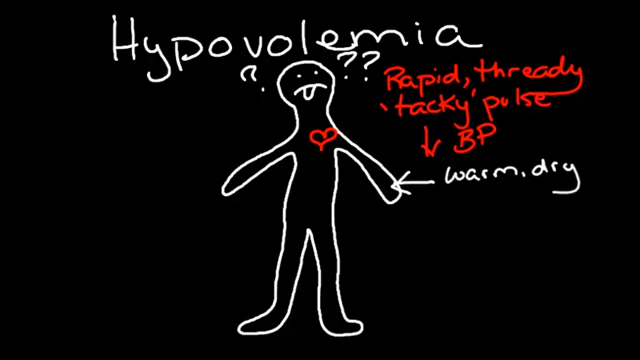 Hypovolemia
? ??
Rapid, thready
'tacky' pulse
↓ BP
warm, dry